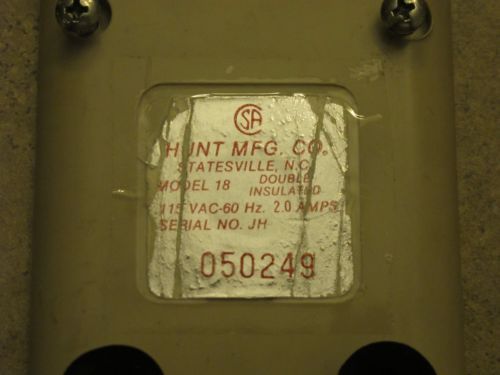 CSA
HUNT MFG. CO.
STATESVILLE, N.C.
MODEL 18 DOUBLE INSULATED
115 VAC-60 Hz. 2.0 AMPS
SERIAL NO. JH
050249